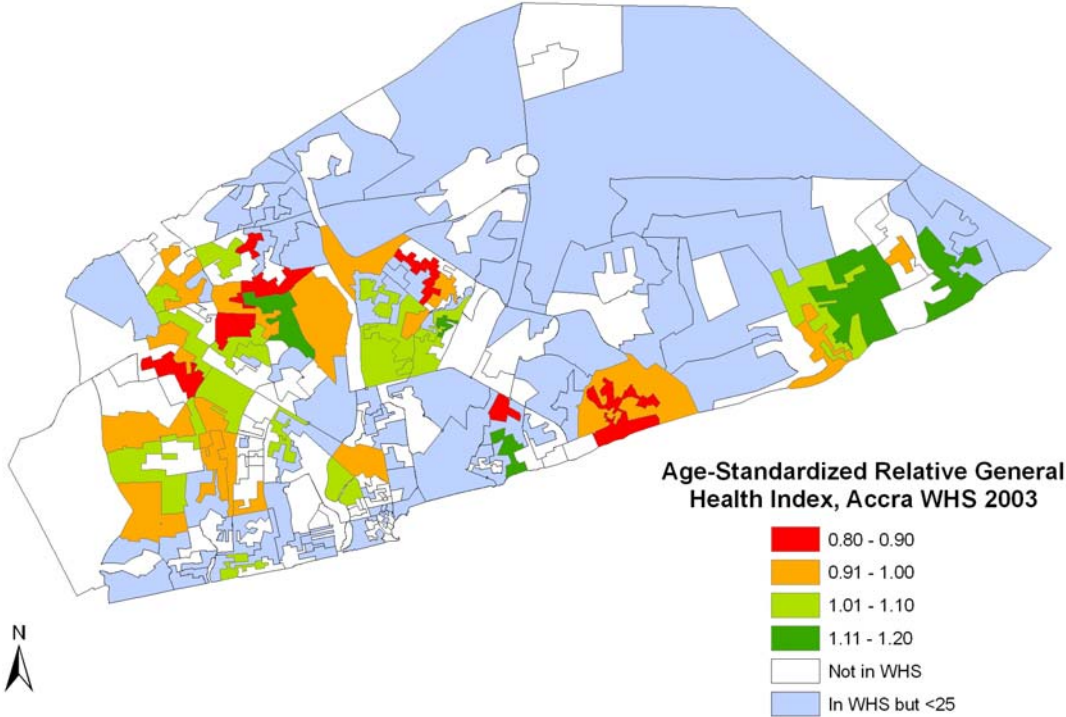 Age-Standardized Relative General
Health Index, Accra WHS 2003
0.80 - 0.90
0.91 - 1.00
1.01 - 1.10
1.11 - 1.20
Not in WHS
In WHS but <25
N